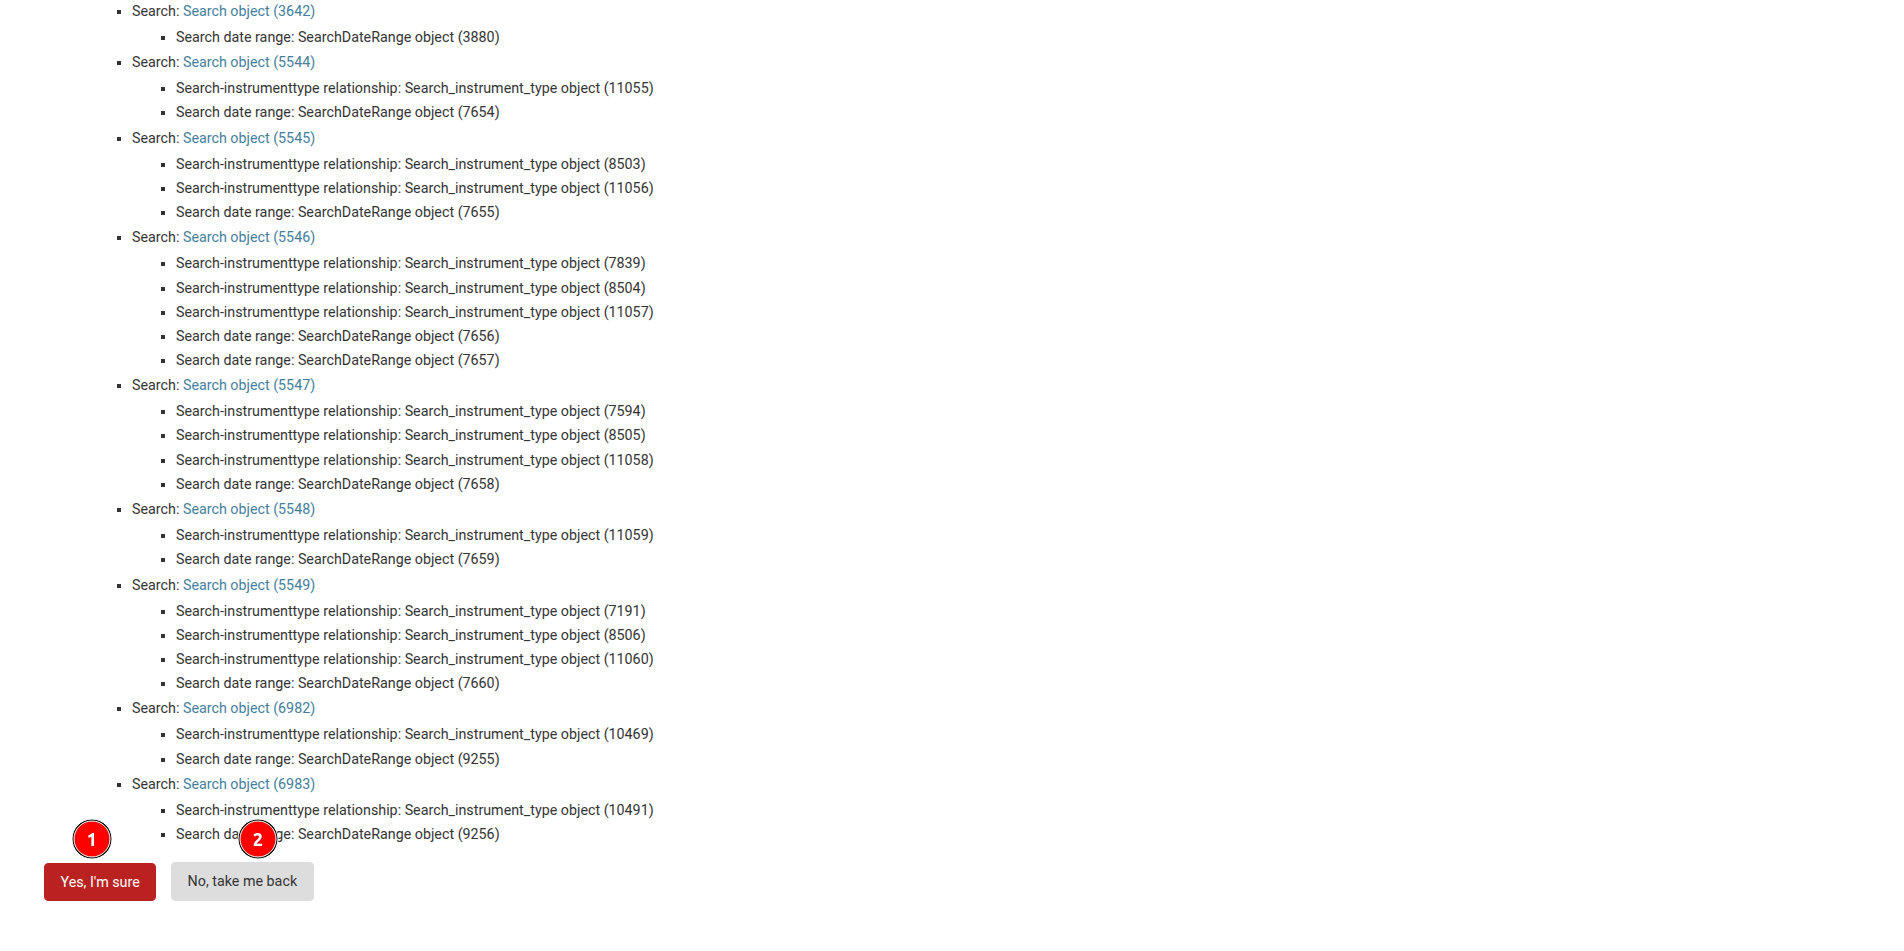 Search: Search object (3642)
Search date range: SearchDateRange object (3880)
Search: Search object (5544)
Search-instrumenttype relationship: Search_instrument_type object (11055)
Search date range: SearchDateRange object (7654)
Search: Search object (5545)
Search-instrumenttype relationship: Search_instrument_type object (8503)
Search-instrumenttype relationship: Search_instrument_type object (11056)
Search date range: SearchDateRange object (7655)
Search: Search object (5546)
Search-instrumenttype relationship: Search_instrument_type object (7839)
Search-instrumenttype relationship: Search_instrument_type object (8504)
Search-instrumenttype relationship: Search_instrument_type object (11057)
Search date range: SearchDateRange object (7656)
Search date range: SearchDateRange object (7657)
Search: Search object (5547)
Search-instrumenttype relationship: Search_instrument_type object (7594)
Search-instrumenttype relationship: Search_instrument_type object (8505)
Search-instrumenttype relationship: Search_instrument_type object (11058)
Search date range: SearchDateRange object (7658)
Search: Search object (5548)
Search-instrumenttype relationship: Search_instrument_type object (11059)
Search date range: SearchDateRange object (7659)
Search: Search object (5549)
Search-instrumenttype relationship: Search_instrument_type object (7191)
Search-instrumenttype relationship: Search_instrument_type object (8506)
Search-instrumenttype relationship: Search_instrument_type object (11060)
Search date range: SearchDateRange object (7660)
Search: Search object (6982)
Search-instrumenttype relationship: Search_instrument_type object (10469)
Search date range: SearchDateRange object (9255)
Search: Search object (6983)
Search-instrumenttype relationship: Search_instrument_type object (10491)
Search da ge: SearchDateRange object (9256)
1 2
Yes, I'm sure No, take me back